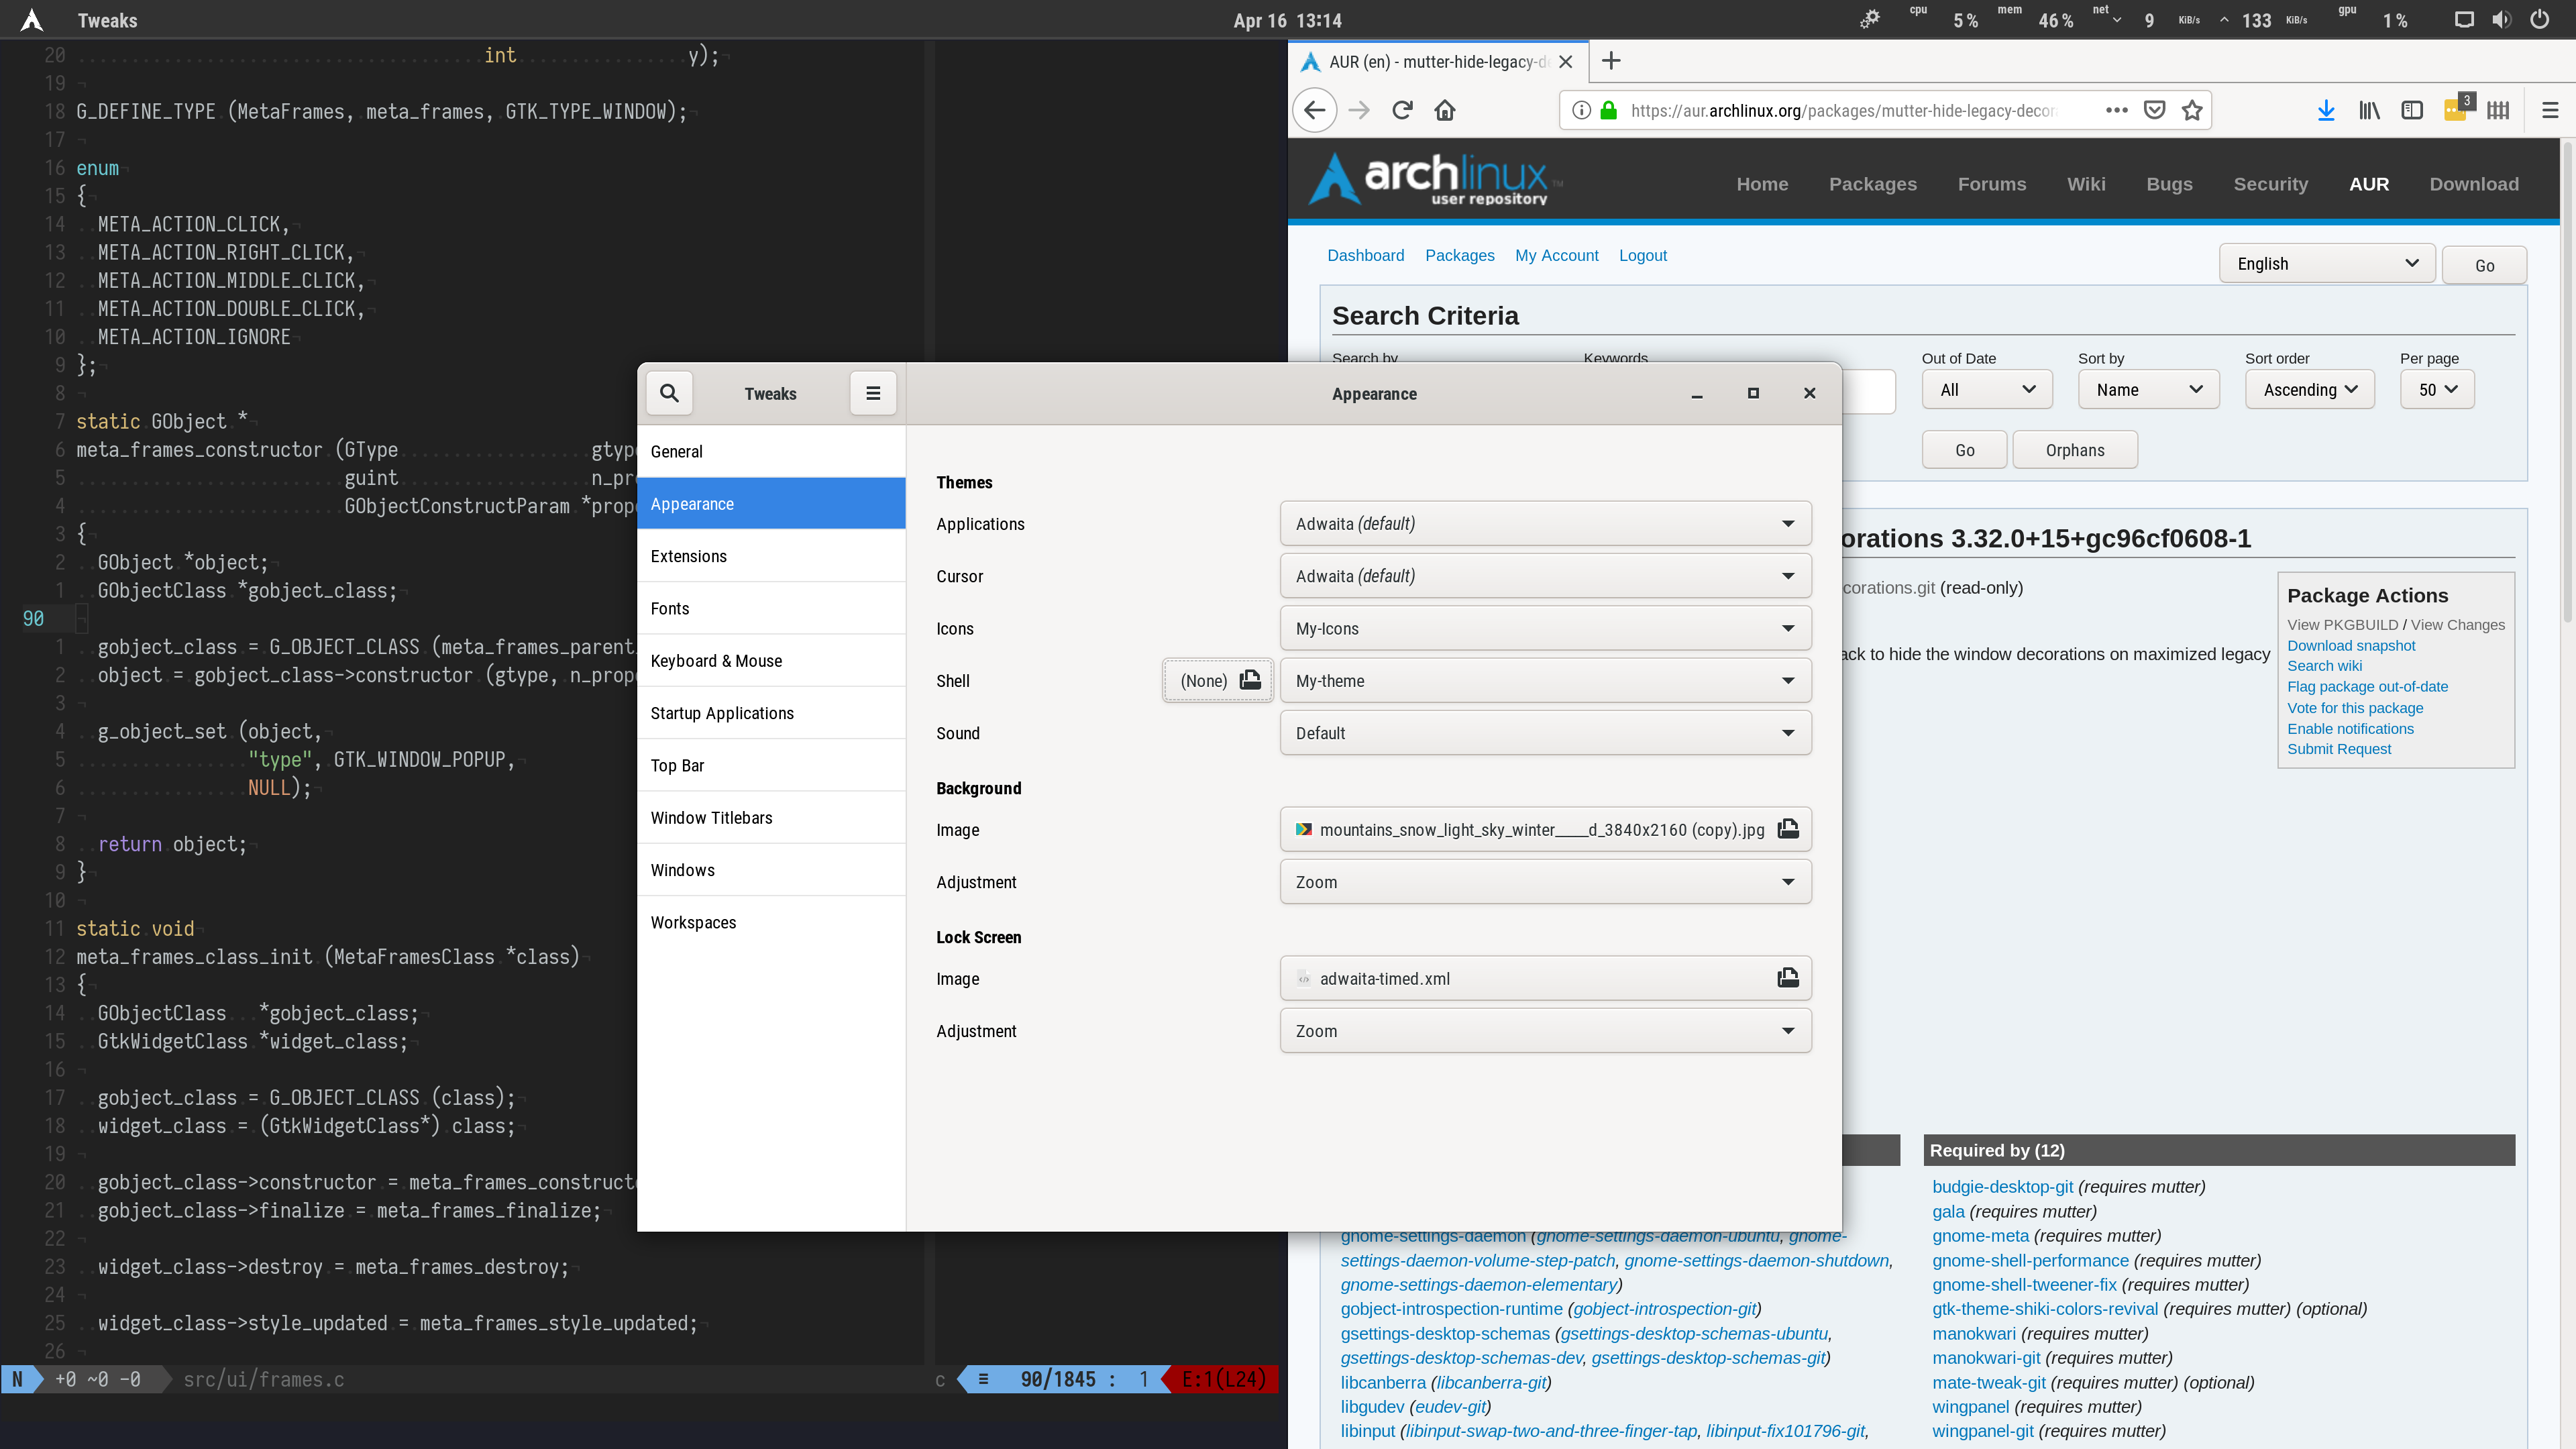 Tweaks
Apr 16 13:14
cpu 5 % mem 46 % net 9 KiB/s 133 KiB/s gpu 1 %
20 int y);
19
18 G_DEFINE_TYPE (MetaFrames, meta_frames, GTK_TYPE_WINDOW);
17
16 enum
15 {
14 META_ACTION_CLICK,
13 META_ACTION_RIGHT_CLICK,
12 META_ACTION_MIDDLE_CLICK,
11 META_ACTION_DOUBLE_CLICK,
10 META_ACTION_IGNORE
9 };
8
7 static GObject *
6 meta_frames_constructor (GType gtype
5 guint n_pro
4 GObjectConstructParam *prope
3 {
2 GObject *object;
1 GObjectClass *gobject_class;
90
1 gobject_class = G_OBJECT_CLASS (meta_frames_parent
2 object = gobject_class->constructor (gtype, n_prope
3
4 g_object_set (object,
5 "type", GTK_WINDOW_POPUP,
6 NULL);
7
8 return object;
9 }
10
11 static void
12 meta_frames_class_init (MetaFramesClass *class)
13 {
14 GObjectClass *gobject_class;
15 GtkWidgetClass *widget_class;
16
17 gobject_class = G_OBJECT_CLASS (class);
18 widget_class = (GtkWidgetClass*) class;
19
20 gobject_class->constructor = meta_frames_constructo
21 gobject_class->finalize = meta_frames_finalize;
22
23 widget_class->destroy = meta_frames_destroy;
24
25 widget_class->style_updated = meta_frames_style_updated;
26
N +0 ~0 -0 src/ui/frames.c c ≡ 90/1845 : 1 E:1(L24)
Tweaks
General
Appearance
Extensions
Fonts
Keyboard & Mouse
Startup Applications
Top Bar
Window Titlebars
Windows
Workspaces
Appearance
Themes
Applications Adwaita (default)
Cursor Adwaita (default)
Icons My-Icons
Shell (None) My-theme
Sound Default
Background
Image mountains_snow_light_sky_winter_____d_3840x2160 (copy).jpg
Adjustment Zoom
Lock Screen
Image adwaita-timed.xml
Adjustment Zoom
AUR (en) - mutter-hide-legacy-de
https://aur.archlinux.org/packages/mutter-hide-legacy-decor
3
archlinux TM
user repository
Home Packages Forums Wiki Bugs Security AUR Download
Dashboard Packages My Account Logout
English Go
Search Criteria
Search by Keywords Out of Date Sort by Sort order Per page
All Name Ascending 50
Go Orphans
orations 3.32.0+15+gc96cf0608-1
corations.git (read-only)
ack to hide the window decorations on maximized legacy
Package Actions
View PKGBUILD / View Changes
Download snapshot
Search wiki
Flag package out-of-date
Vote for this package
Enable notifications
Submit Request
gnome-settings-daemon (gnome-settings-daemon-ubuntu, gnome-
settings-daemon-volume-step-patch, gnome-settings-daemon-shutdown,
gnome-settings-daemon-elementary)
gobject-introspection-runtime (gobject-introspection-git)
gsettings-desktop-schemas (gsettings-desktop-schemas-ubuntu,
gsettings-desktop-schemas-dev, gsettings-desktop-schemas-git)
libcanberra (libcanberra-git)
libgudev (eudev-git)
libinput (libinput-swap-two-and-three-finger-tap, libinput-fix101796-git,
Required by (12)
budgie-desktop-git (requires mutter)
gala (requires mutter)
gnome-meta (requires mutter)
gnome-shell-performance (requires mutter)
gnome-shell-tweener-fix (requires mutter)
gtk-theme-shiki-colors-revival (requires mutter) (optional)
manokwari (requires mutter)
manokwari-git (requires mutter)
mate-tweak-git (requires mutter) (optional)
wingpanel (requires mutter)
wingpanel-git (requires mutter)